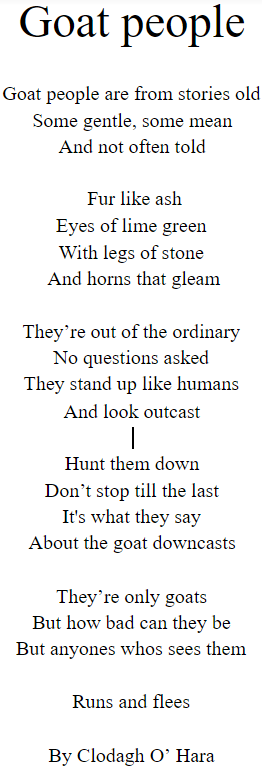 Goat people
Goat people are from stories old
Some gentle, some mean
And not often told
Fur like ash
Eyes of lime green
With legs of stone
And horns that gleam
They’re out of the ordinary
No questions asked
They stand up like humans
And look outcast
Hunt them down
Don’t stop till the last
It's what they say
About the goat downcasts
They’re only goats
But how bad can they be
But anyones whos sees them
Runs and flees
By Clodagh O’ Hara